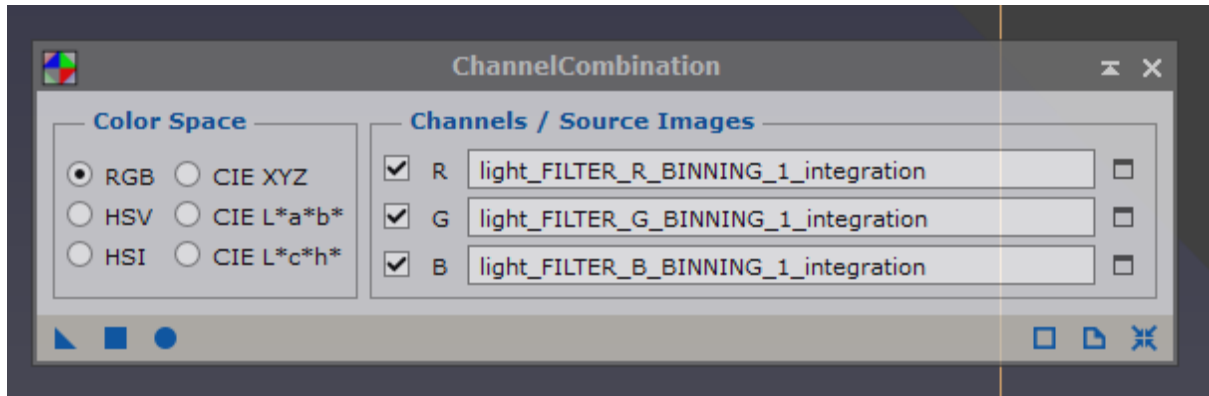 ChannelCombination
Color Space
RGB CIE XYZ
HSV CIE L*a*b*
HSI CIE L*c*h*
Channels / Source Images
R light_FILTER_R_BINNING_1_integration
G light_FILTER_G_BINNING_1_integration
B light_FILTER_B_BINNING_1_integration